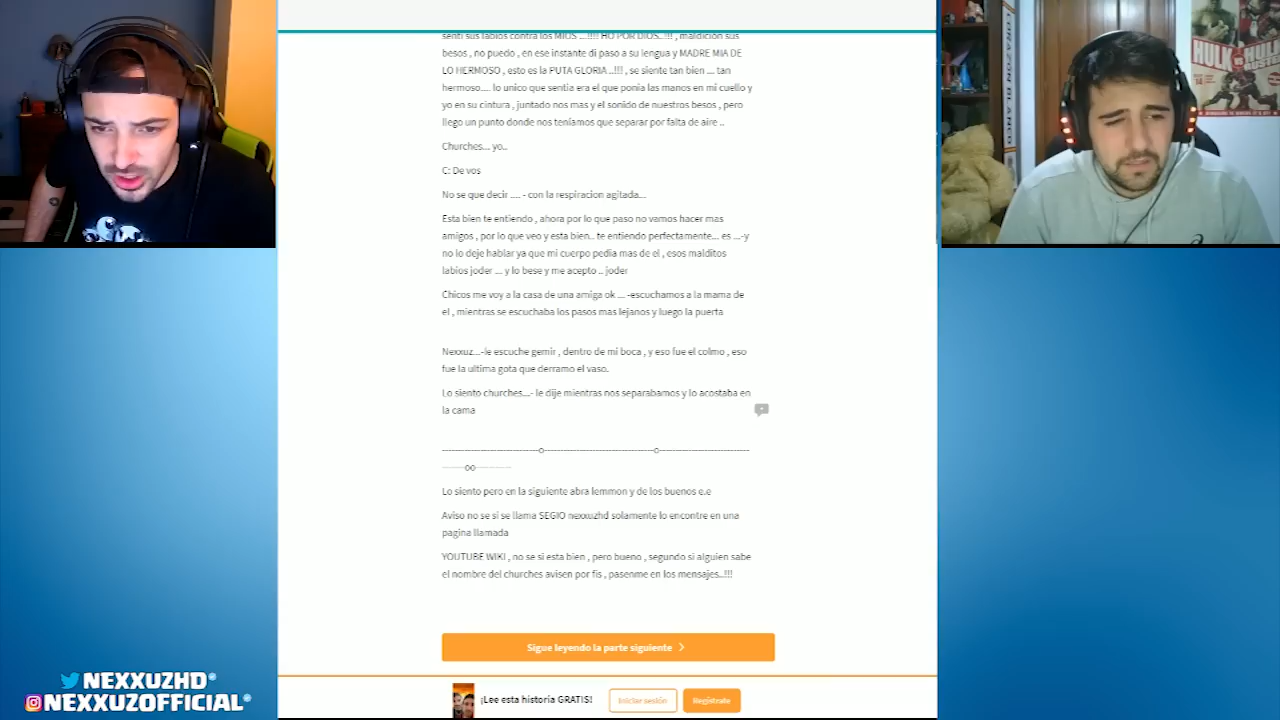 senti sus labios contra los MIOS ....!!!! HO POR DIOS..!!! , maldición sus
besos , no puedo , en ese instante di paso a su lengua y MADRE MIA DE
LO HERMOSO , esto es la PUTA GLORIA ..!!! , se siente tan bien .... tan
hermoso.... lo unico que sentia era el que ponia las manos en mi cuello y
yo en su cintura , juntado nos mas y el sonido de nuestros besos , pero
llego un punto donde nos teníamos que separar por falta de aire ..
Churches.... yo..
C: De vos
No se que decir .... - con la respiracion agitada...
Esta bien te entiendo , ahora por lo que paso no vamos hacer mas
amigos , por lo que veo y esta bien.. te entiendo perfectamente.... es ....-y
no lo deje hablar ya que mi cuerpo pedia mas de el , esos malditos
labios joder .... y lo bese y me acepto .. joder
Chicos me voy a la casa de una amiga ok .... -escuchamos a la mama de
el , mientras se escuchaba los pasos mas lejanos y luego la puerta
Nexxuz....-le escuche gemir , dentro de mi boca , y eso fue el colmo , eso
fue la ultima gota que derramo el vaso.
Lo siento churches....- le dije mientras nos separabamos y lo acostaba en
la cama
------------------------------o-----------------------------------o-----------------------------
-------oo-----------
Lo siento pero en la siguiente abra lemmon y de los buenos e.e
Aviso no se si se llama SEGIO nexxuzhd solamente lo encontre en una
pagina llamada
YOUTUBE WIKI , no se si esta bien , pero bueno , segundo si alguien sabe
el nombre del churches avisen por fis , pasenme en los mensajes..!!!
Sigue leyendo la parte siguiente
¡Lee esta historia GRATIS!
Iniciar sesión
Regístrate
NEXXUZHD
NEXXUZOFFICIAL
CORAZON BLANCO
HULK
HULK